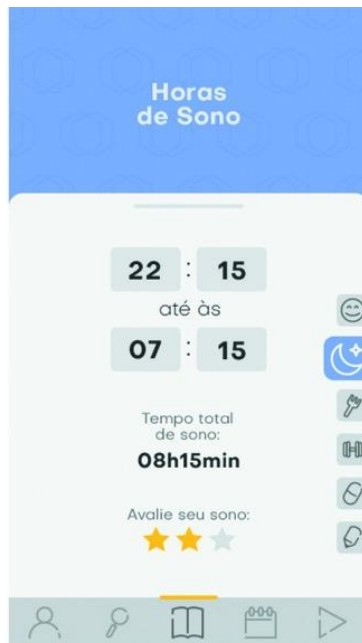 Horas
de Sono
22 : 15
até às
07 : 15
Tempo total
de sono:
08h15min
Avalie seu sono: